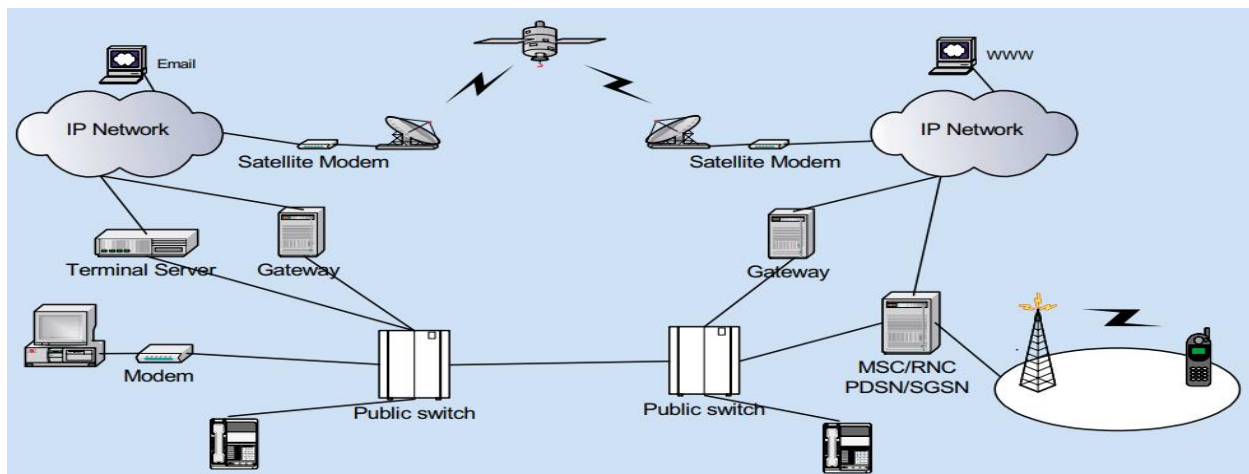 Email
WWW
IP Network
IP Network
Satellite Modem
Satellite Modem
Terminal Server
Gateway
Gateway
Modem
MSC/RNC
PDSN/SGSN
Public switch
Public switch